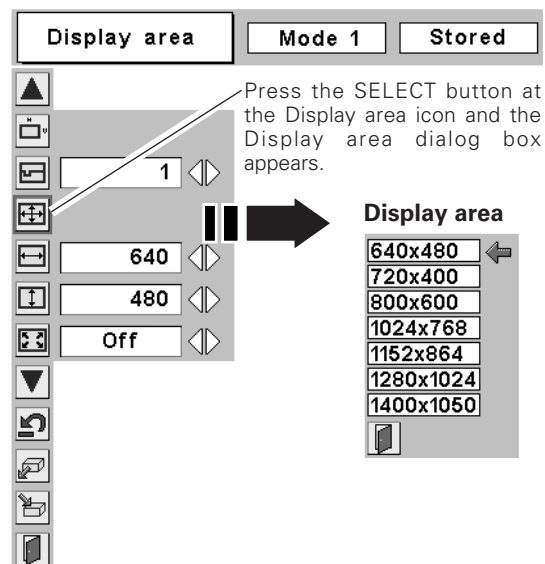 Display area
Mode 1
Stored
Press the SELECT button at
the Display area icon and the
Display area dialog box
appears.
H
V
1
640
480
Off
Display area
640x480
720x400
800x600
1024x768
1152x864
1280x1024
1400x1050